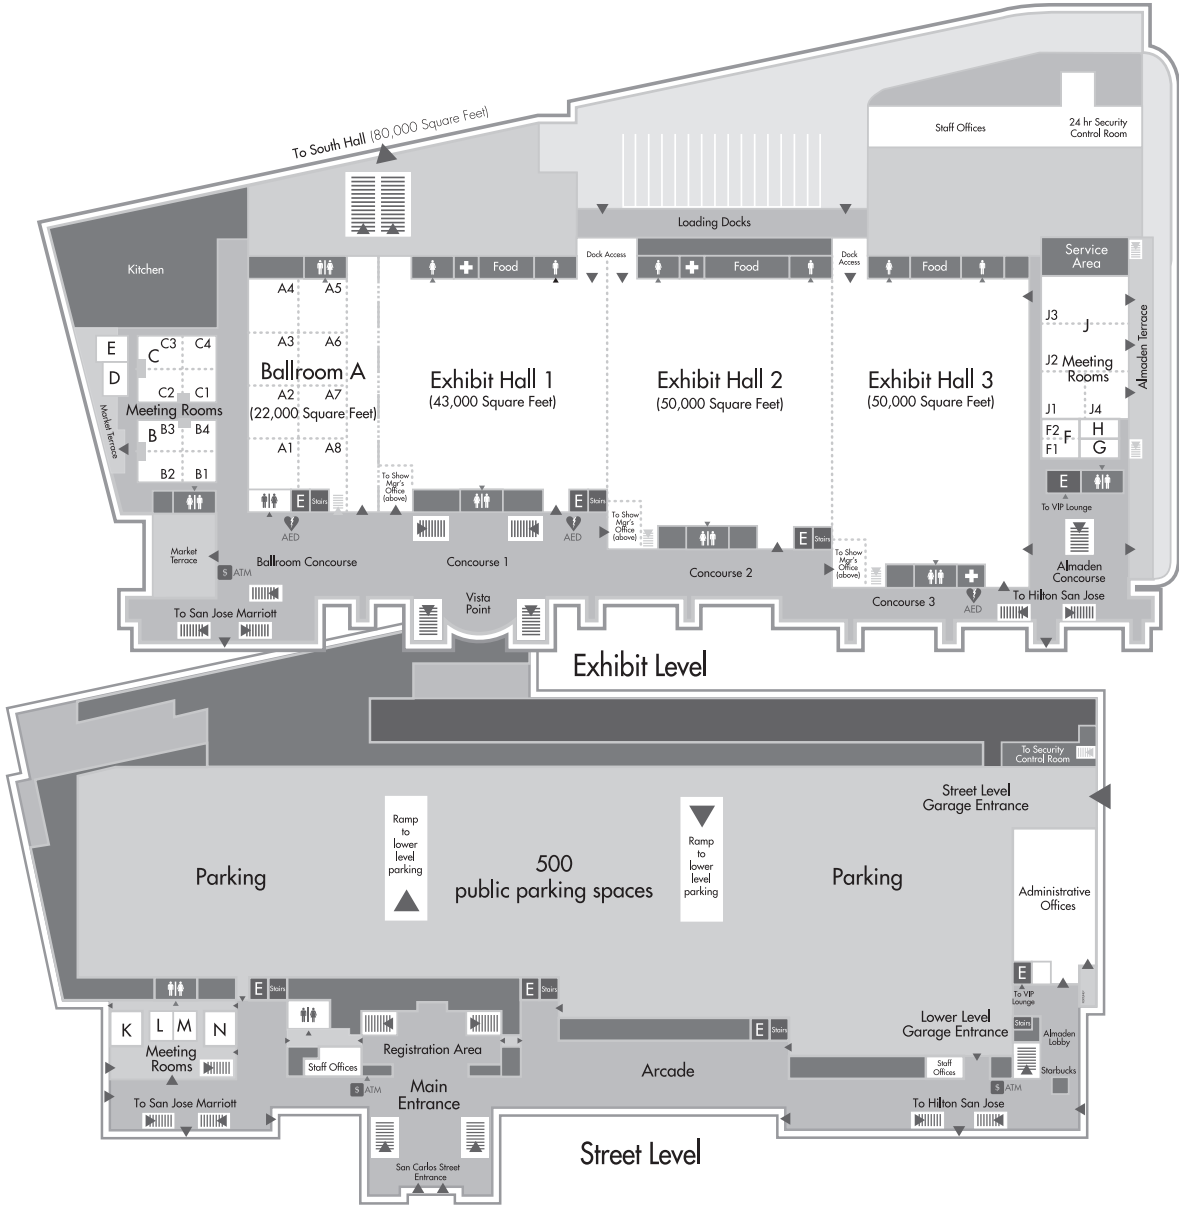 To South Hall (80,000 Square Feet)
Staff Offices
24 hr Security
Control Room
Loading Docks
Kitchen
Dock Access
Dock
Access
Service
Area
Food
Food
Food
A4
A5
A3
A6
Ballroom A
A2
A7
(22,000 Square Feet)
A1
A8
Exhibit Hall 1
(43,000 Square Feet)
Exhibit Hall 2
(50,000 Square Feet)
Exhibit Hall 3
(50,000 Square Feet)
E
D
C
C3
C4
C2
C1
Meeting Rooms
B
B3
B4
B2
B1
Market Terrace
J3
J
J2
Meeting
Rooms
J1
J4
F2
F
F1
H
G
Almaden Terrace
To Show
Mgr's
Office
(above)
To Show
Mgr's
Office
(above)
To Show
Mgr's
Office
(above)
E
Stairs
E
Stairs
E
Stairs
E
To VIP Lounge
AED
AED
AED
Market
Terrace
S
ATM
Ballroom Concourse
Concourse 1
Concourse 2
Concourse 3
Vista
Point
Almaden
Concourse
To San Jose Marriott
To Hilton San Jose
Exhibit Level
To Security
Control Room
Street Level
Garage Entrance
Ramp
to
lower
level
parking
Ramp
to
lower
level
parking
Parking
500
public parking spaces
Parking
Administrative
Offices
E
Stairs
E
Stairs
E
Stairs
E
To VIP
Lounge
Stairs
Lower Level
Garage Entrance
Almaden
Lobby
Starbucks
K
L
M
N
Meeting
Rooms
Registration Area
Staff Offices
Staff
Offices
S
ATM
S
ATM
Arcade
Main
Entrance
To San Jose Marriott
To Hilton San Jose
San Carlos Street
Entrance
Street Level